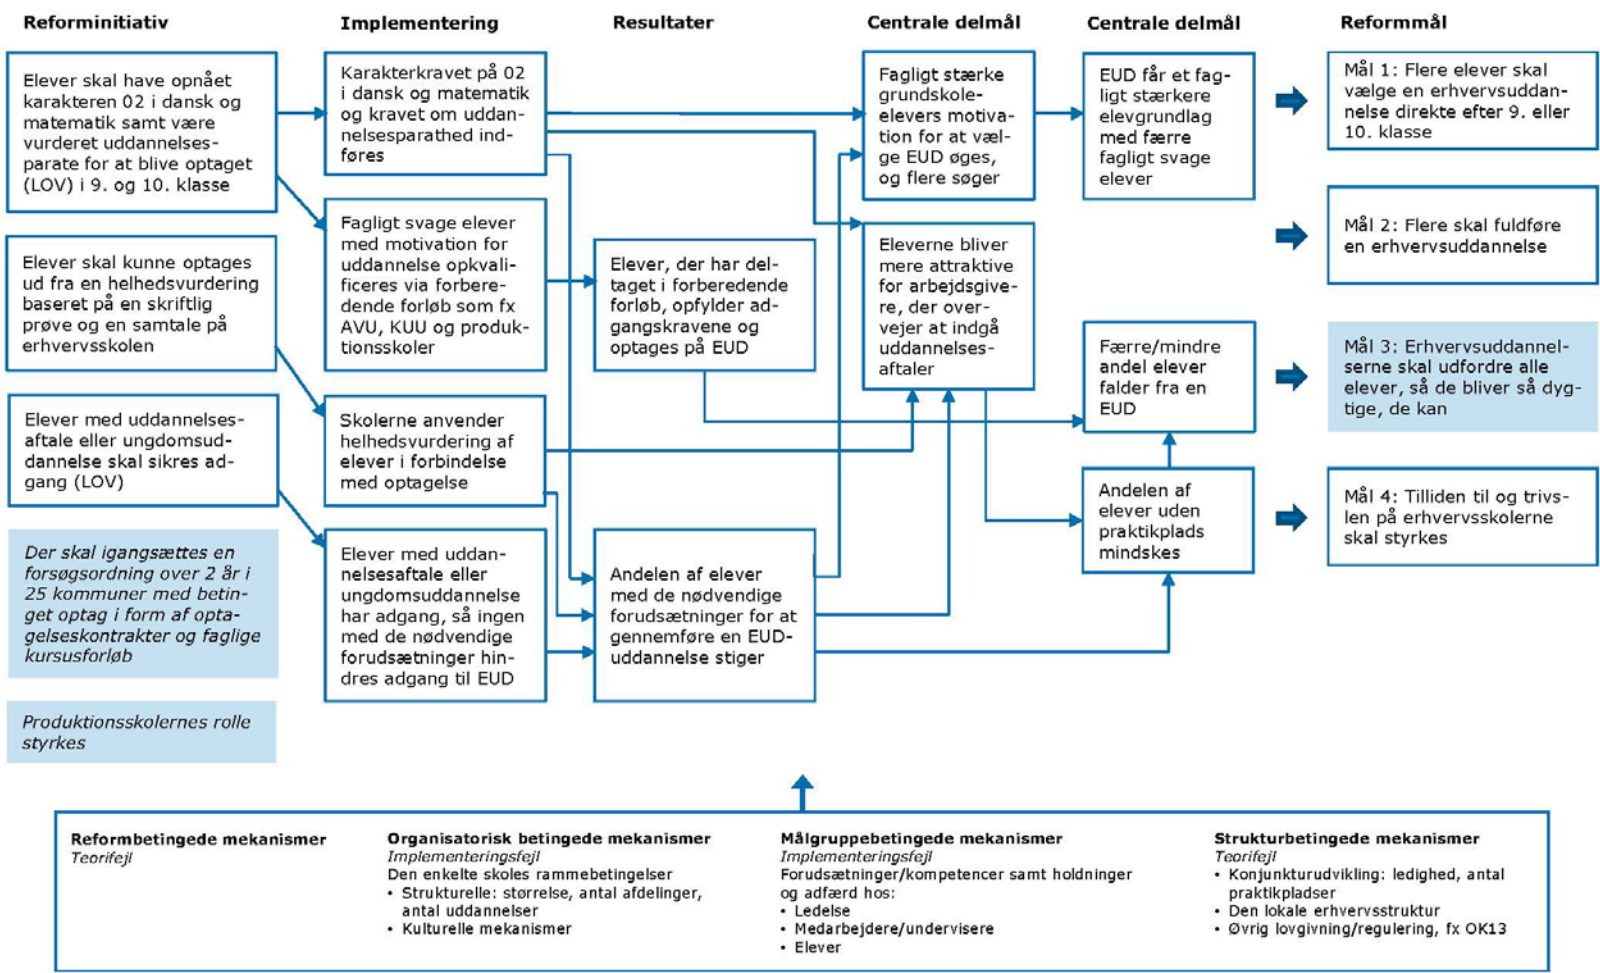 Reforminitiativ
Implementering
Resultater
Centrale delmål
Centrale delmål
Reformmål
Elever skal have opnået
karakteren 02 i dansk og
matematik samt være
vurderet uddannelses-
parate for at blive optaget
(LOV) i 9. og 10. klasse
Elever skal kunne optages
ud fra en helhedsvurdering
baseret på en skriftlig
prøve og en samtale på
erhvervsskolen
Elever med uddannelses-
aftale eller ungdomsud-
dannelse skal sikres ad-
gang (LOV)
Der skal igangsættes en
forsøgsordning over 2 år i
25 kommuner med betin-
get optag i form af opta-
gelseskontrakter og faglige
kursusforløb
Produktionsskolernes rolle
styrkes
Karakterkravet på 02
i dansk og matematik
og kravet om uddan-
nelsesparathed ind-
føres
Fagligt svage elever
med motivation for
uddannelse opkvali-
ficeres via forbere-
dende forløb som fx
AVU, KUU og produk-
tionsskoler
Skolerne anvender
helhedsvurdering af
elever i forbindelse
med optagelse
Elever med uddan-
nelsesaftale eller
ungdomsuddannelse
har adgang, så ingen
med de nødvendige
forudsætninger hin-
dres adgang til EUD
Elever, der har del-
taget i forberedende
forløb, opfylder ad-
gangskravene og
optages på EUD
Andelen af elever
med de nødvendige
forudsætninger for at
gennemføre en EUD-
uddannelse stiger
Fagligt stærke
grundskole-
elevers motiva-
tion for at væl-
ge EUD øges,
og flere søger
Eleverne bliver
mere attraktive
for arbejdsgive-
re, der over-
vejer at indgå
uddannelses-
aftaler
EUD får et fag-
ligt stærkere
elevgrundlag
med færre
fagligt svage
elever
Færre/mindre
andel elever
falder fra en
EUD
Andelen af
elever uden
praktikplads
mindskes
Mål 1: Flere elever skal
vælge en erhvervsuddan-
nelse direkte efter 9. eller
10. klasse
Mål 2: Flere skal fuldføre
en erhvervsuddannelse
Mål 3: Erhvervsuddannel-
serne skal udfordre alle
elever, så de bliver så dyg-
tige, de kan
Mål 4: Tilliden til og trivs-
len på erhvervsskolerne
skal styrkes
Reformbetingede mekanismer
Teorifejl
Organisatorisk betingede mekanismer
Implementeringsfejl
Den enkelte skoles rammebetingelser
• Strukturelle: størrelse, antal afdelinger,
antal uddannelser
• Kulturelle mekanismer
Målgruppebetingede mekanismer
Implementeringsfejl
Forudsætninger/kompetencer samt holdninger
og adfærd hos:
• Ledelse
• Medarbejdere/undervisere
• Elever
Strukturbetingede mekanismer
Teorifejl
• Konjunkturudvikling: ledighed, antal
praktikpladser
• Den lokale erhvervsstruktur
• Øvrig lovgivning/regulering, fx OK13